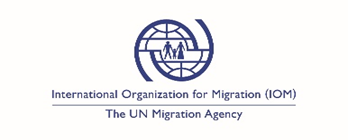 International Organization for Migration (IOM)
The UN Migration Agency